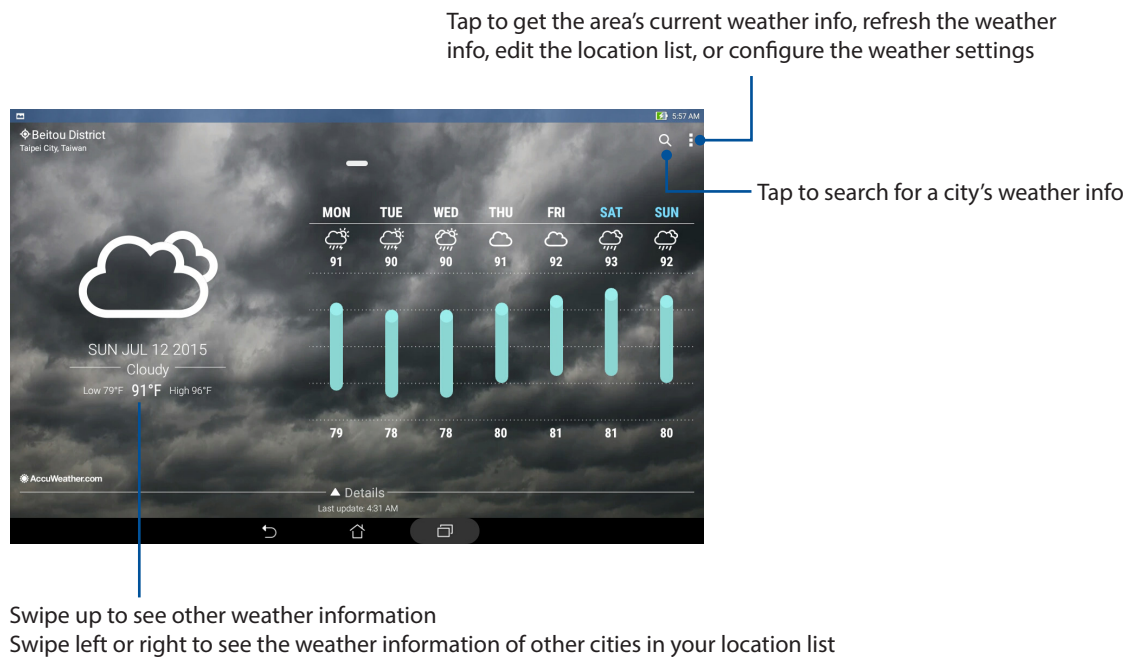 Tap to get the area's current weather info, refresh the weather
info, edit the location list, or configure the weather settings
5:57 AM
Beitou District
Taipei City, Taiwan
Tap to search for a city's weather info
MON TUE WED THU FRI SAT SUN
91 90 90 91 92 93 92
SUN JUL 12 2015
Cloudy
Low 79°F 91°F High 96°F
79 78 78 80 81 81 80
AccuWeather.com
Details
Last update: 4:31 AM
Swipe up to see other weather information
Swipe left or right to see the weather information of other cities in your location list